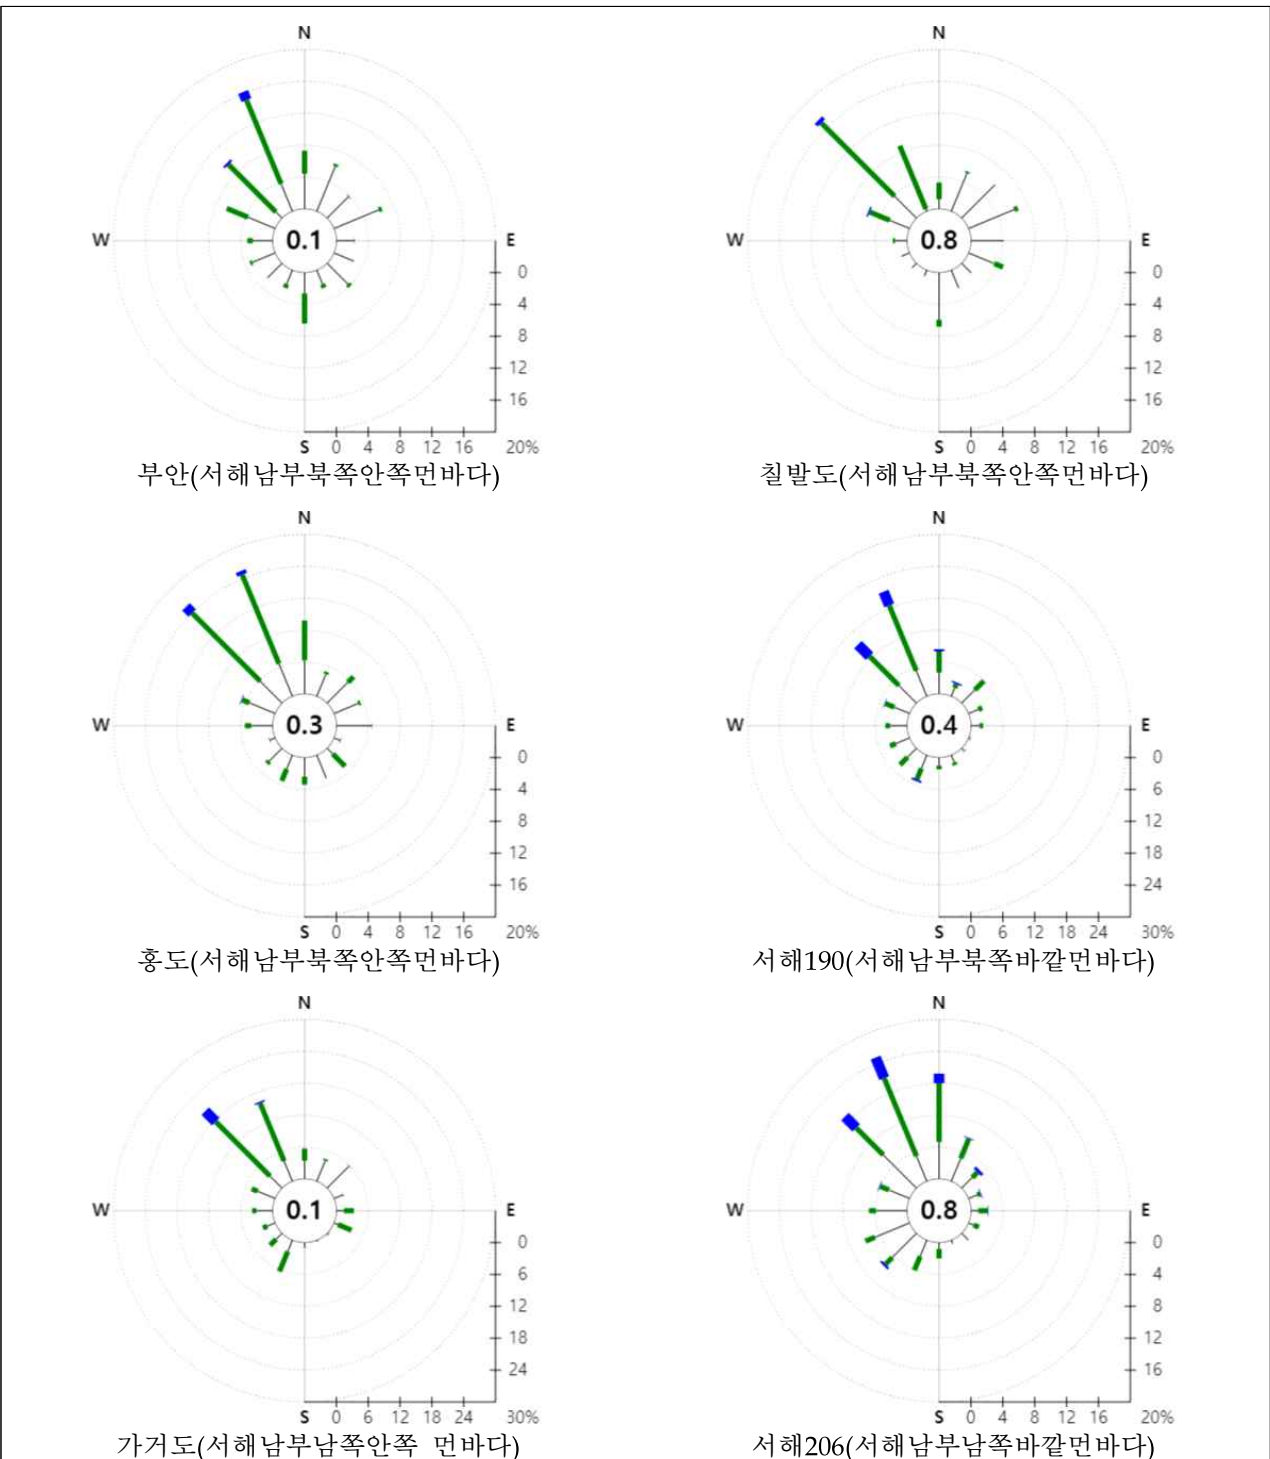 N
N
W 0.1 E
W 0.8 E
0
4
8
12
16
0
4
8
12
16
S 0 4 8 12 16 20%
S 0 4 8 12 16 20%
부안(서해남부북쪽안쪽먼바다)
칠발도(서해남부북쪽안쪽먼바다)
N
N
W 0.3 E
W 0.4 E
0
4
8
12
16
0
6
12
18
24
S 0 4 8 12 16 20%
S 0 6 12 18 24 30%
홍도(서해남부북쪽안쪽먼바다)
서해190(서해남부북쪽바깥먼바다)
N
N
W 0.1 E
W 0.8 E
0
6
12
18
24
0
4
8
12
16
S 0 6 12 18 24 30%
S 0 4 8 12 16 20%
가거도(서해남부남쪽안쪽 먼바다)
서해206(서해남부남쪽바깥먼바다)